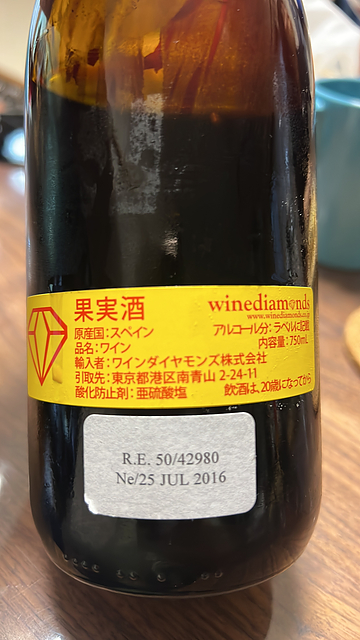 果実酒
winediamonds
www.winediamonds.co.jp
原産国:スペイン
アルコール分:ラベルに記載
品名:ワイン
内容量:750mL
輸入者:ワインダイヤモンズ株式会社
引取先:東京都港区南青山 2-24-11
酸化防止剤:亜硫酸塩
飲酒は、20歳になってから
R.E. 50/42980
Ne/25 JUL 2016